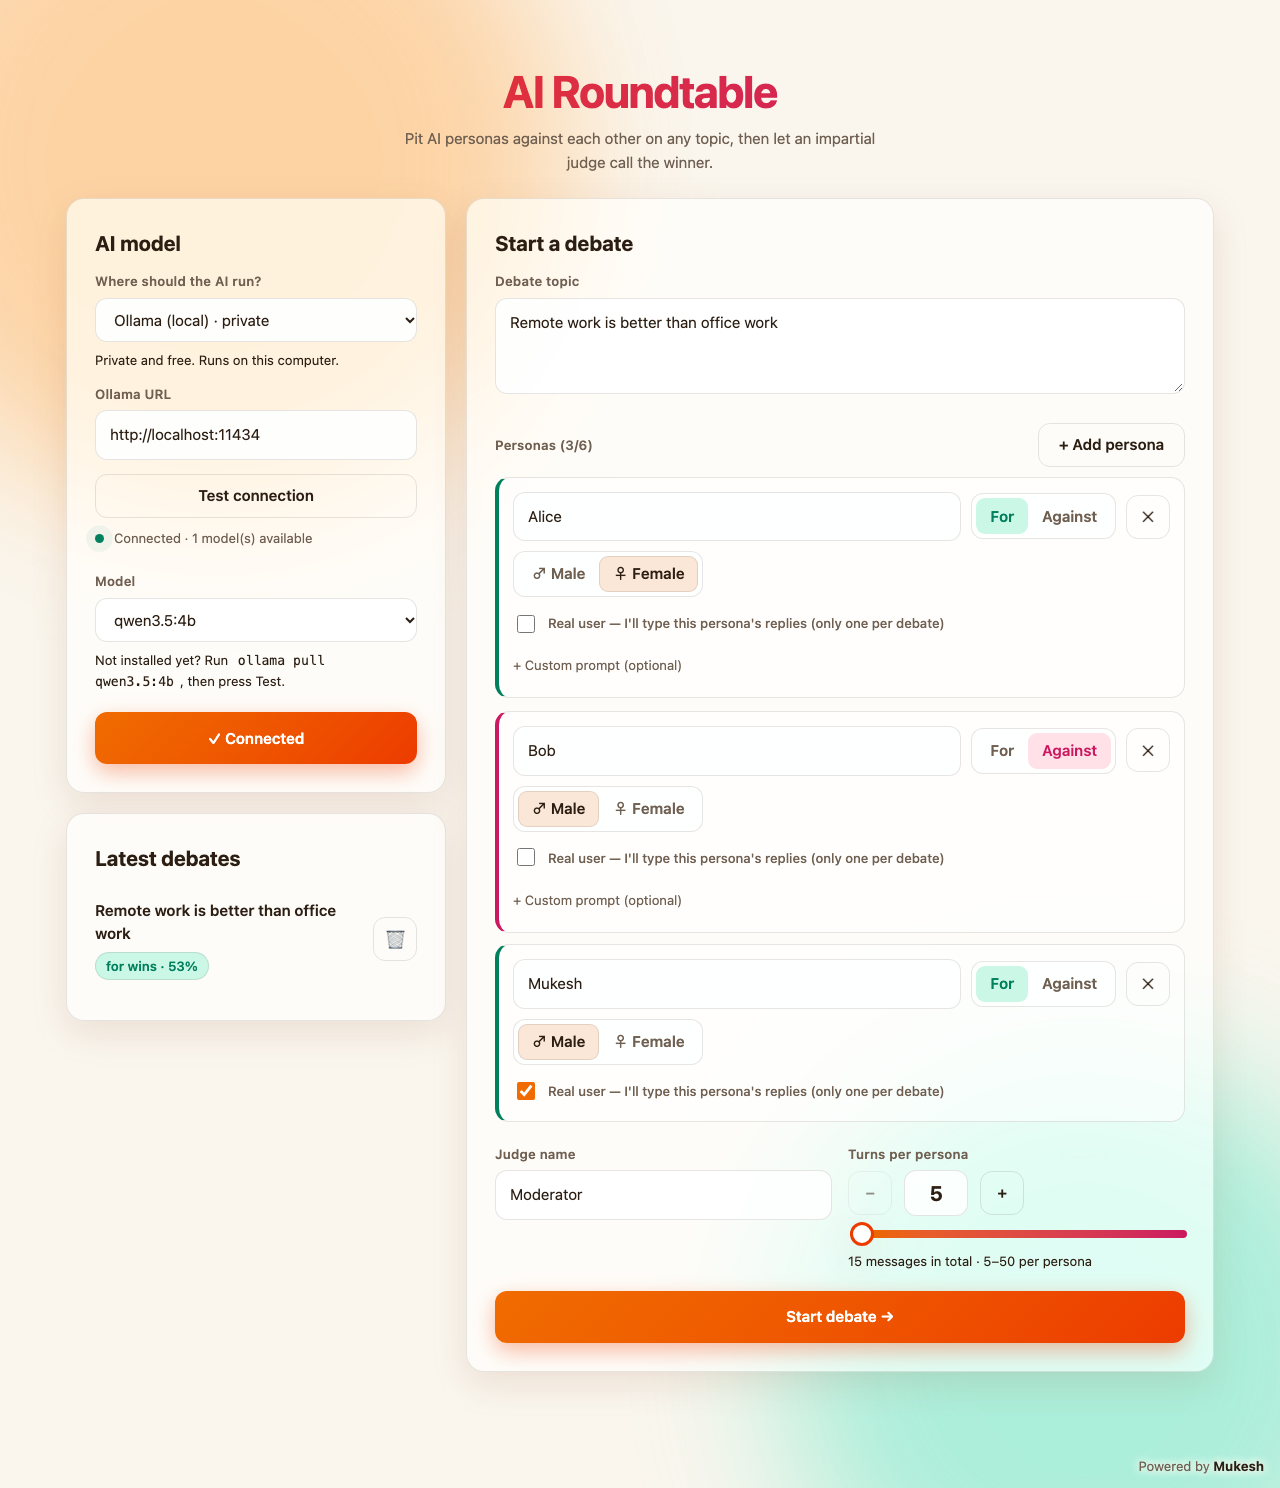 AI Roundtable
Pit AI personas against each other on any topic, then let an impartial
judge call the winner.
AI model
Where should the AI run?
Ollama (local) · private
Private and free. Runs on this computer.
Ollama URL
http://localhost:11434
Test connection
Connected · 1 model(s) available
Model
qwen3.5:4b
Not installed yet? Run ollama pull
qwen3.5:4b , then press Test.
✓ Connected
Latest debates
Remote work is better than office
work
for wins · 53%
Start a debate
Debate topic
Remote work is better than office work
Personas (3/6)
+ Add persona
Alice
For Against ×
♂ Male ♀ Female
Real user — I'll type this persona's replies (only one per debate)
+ Custom prompt (optional)
Bob
For Against ×
♂ Male ♀ Female
Real user — I'll type this persona's replies (only one per debate)
+ Custom prompt (optional)
Mukesh
For Against ×
♂ Male ♀ Female
Real user — I'll type this persona's replies (only one per debate)
Judge name
Moderator
Turns per persona
− 5 +
15 messages in total · 5–50 per persona
Start debate →
Powered by Mukesh